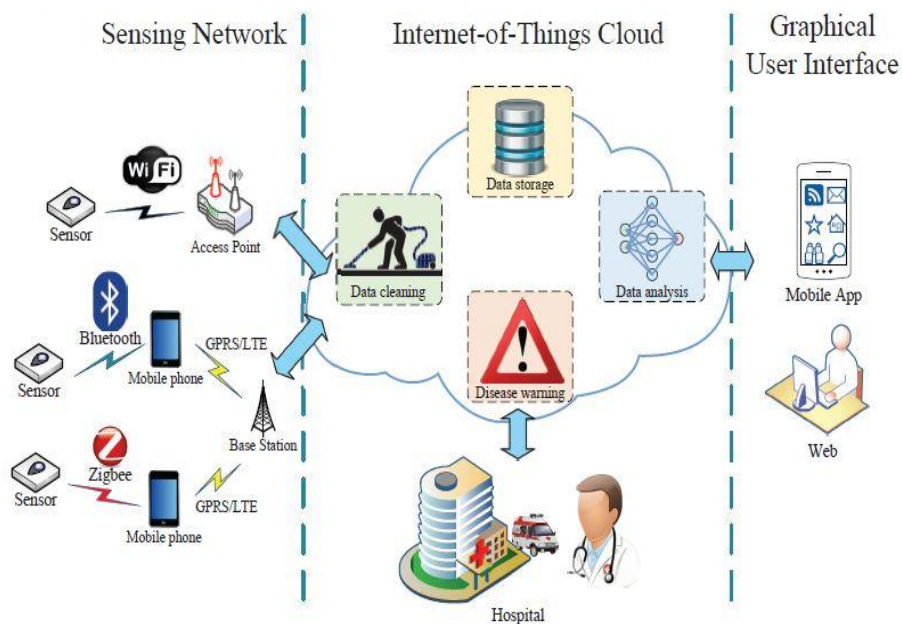 Sensing Network
Internet-of-Things Cloud
Graphical
User Interface
WiFi
Sensor
Access Point
Data storage
Data cleaning
Data analysis
Mobile App
Bluetooth
GPRS/LTE
Sensor
Mobile phone
Base Station
Disease warning
Web
Z
Zigbee
Sensor
Mobile phone
GPRS/LTE
Hospital